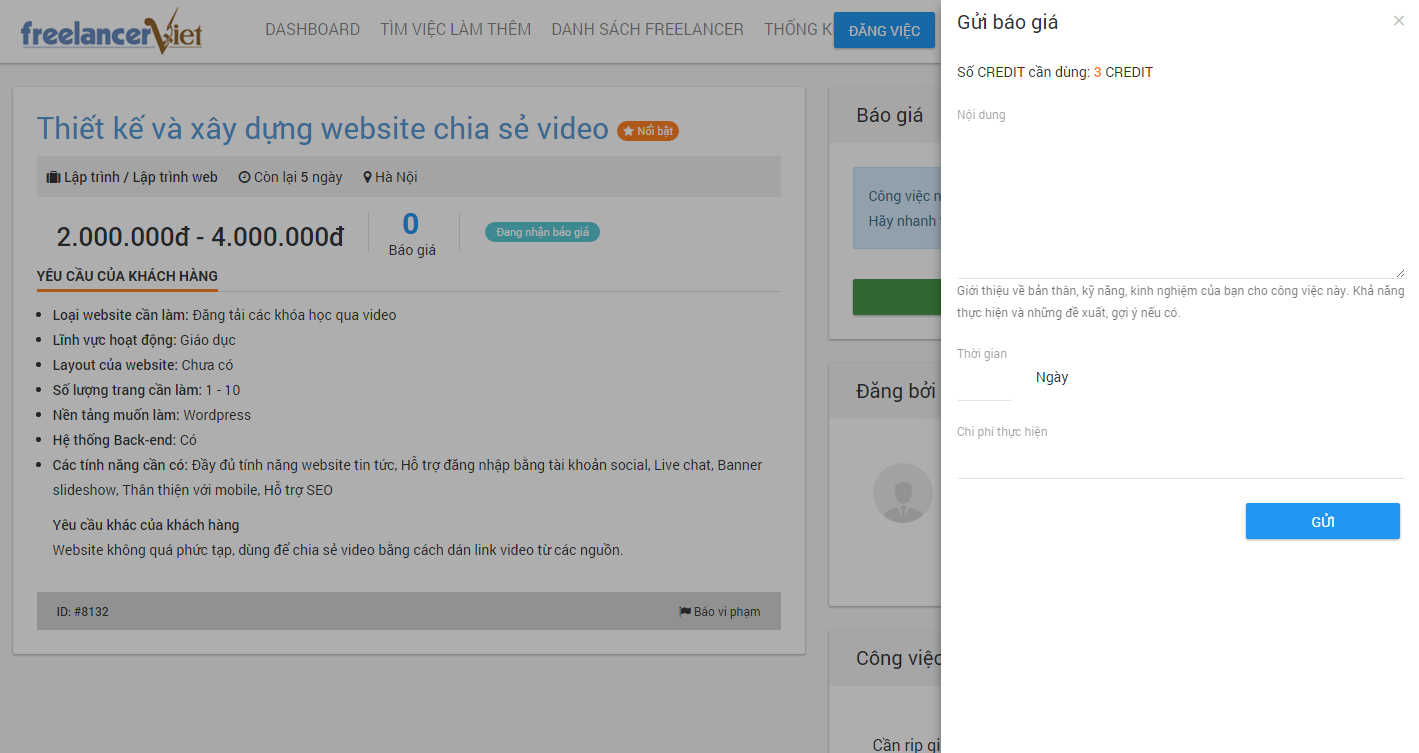 freelancerViet
DASHBOARD TÌM VIỆC LÀM THÊM DANH SÁCH FREELANCER THỐNG K ĐĂNG VIỆC
Thiết kế và xây dựng website chia sẻ video Nổi bật
Lập trình / Lập trình web Còn lại 5 ngày Hà Nội
2.000.000đ - 4.000.000đ
0
Báo giá
Đang nhận báo giá
YÊU CẦU CỦA KHÁCH HÀNG
Loại website cần làm: Đăng tải các khóa học qua video
Lĩnh vực hoạt động: Giáo dục
Layout của website: Chưa có
Số lượng trang cần làm: 1 - 10
Nền tảng muốn làm: Wordpress
Hệ thống Back-end: Có
Các tính năng cần có: Đầy đủ tính năng website tin tức, Hỗ trợ đăng nhập bằng tài khoản social, Live chat, Banner
slideshow, Thân thiện với mobile, Hỗ trợ SEO
Yêu cầu khác của khách hàng
Website không quá phức tạp, dùng để chia sẻ video bằng cách dán link video từ các nguồn.
ID: #8132 Báo vi phạm
Báo giá
Công việc n
Hãy nhanh
Đăng bởi
Công việc
Cần rip gi
Gửi báo giá
×
Số CREDIT cần dùng: 3 CREDIT
Nội dung
Giới thiệu về bản thân, kỹ năng, kinh nghiệm của bạn cho công việc này. Khả năng
thực hiện và những đề xuất, gợi ý nếu có.
Thời gian
Ngày
Chi phí thực hiện
GỬI